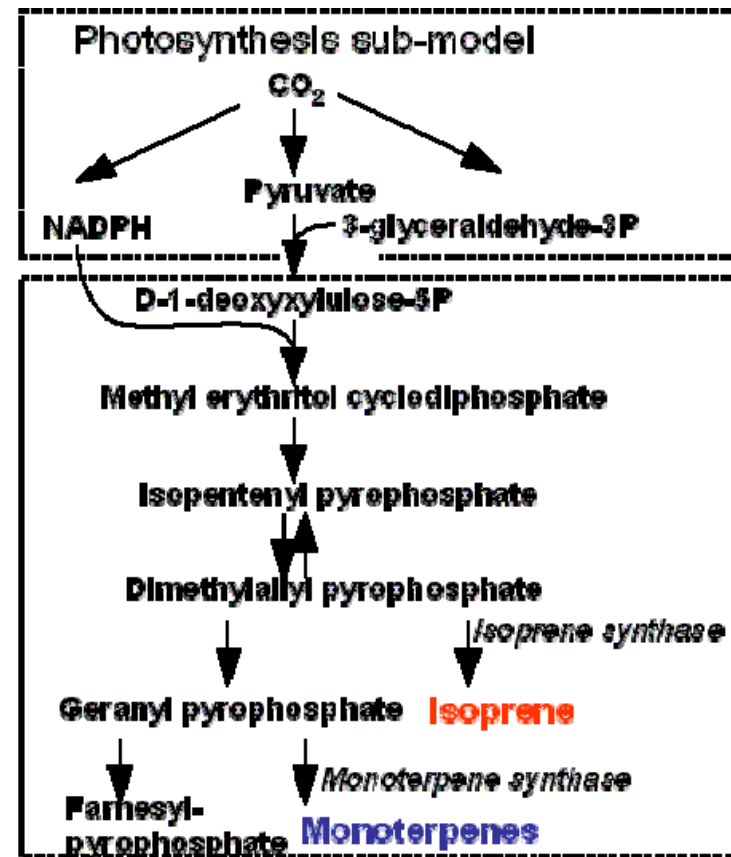 Photosynthesis sub-model
CO2
Pyruvate
NADPH
3-glyceraldehyde-3P
D-1-deoxyxylulose-5P
Methyl erythritol cyclediphosphate
Isopentenyl pyrophosphate
Dimethylallyl pyrophosphate
Isoprene synthase
Geranyl pyrophosphate Isoprene
Monoterpene synthase
Farnesyl-
pyrophosphate Monoterpenes